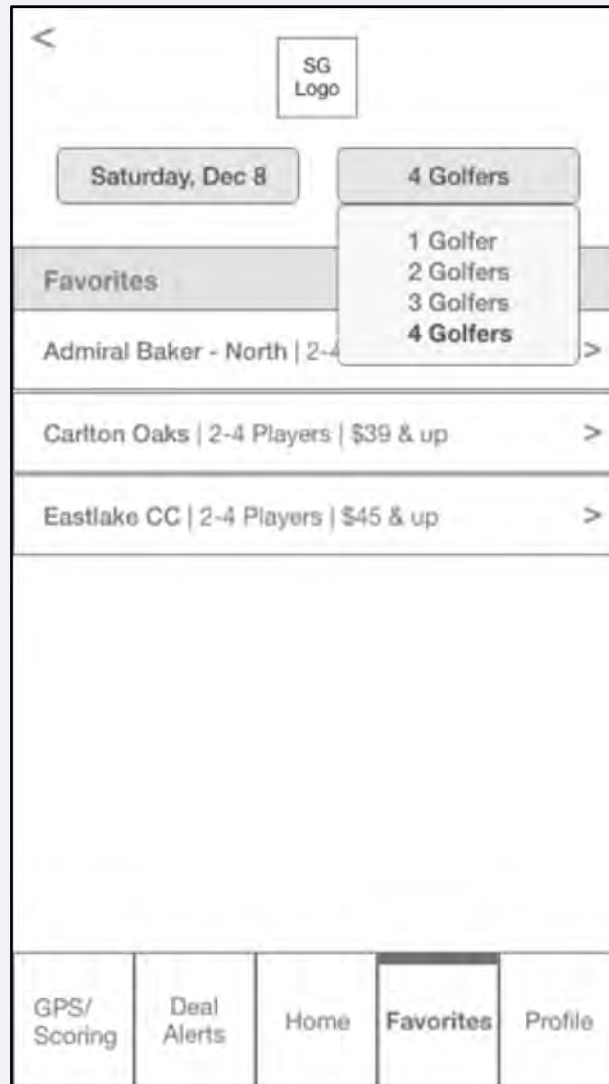 <
SG
Logo
Saturday, Dec 8
4 Golfers
1 Golfer
2 Golfers
3 Golfers
4 Golfers
Favorites
Admiral Baker - North | 2-4 >
Carlton Oaks | 2-4 Players | $39 & up >
Eastlake CC | 2-4 Players | $45 & up >
GPS/
Scoring
Deal
Alerts
Home
Favorites
Profile